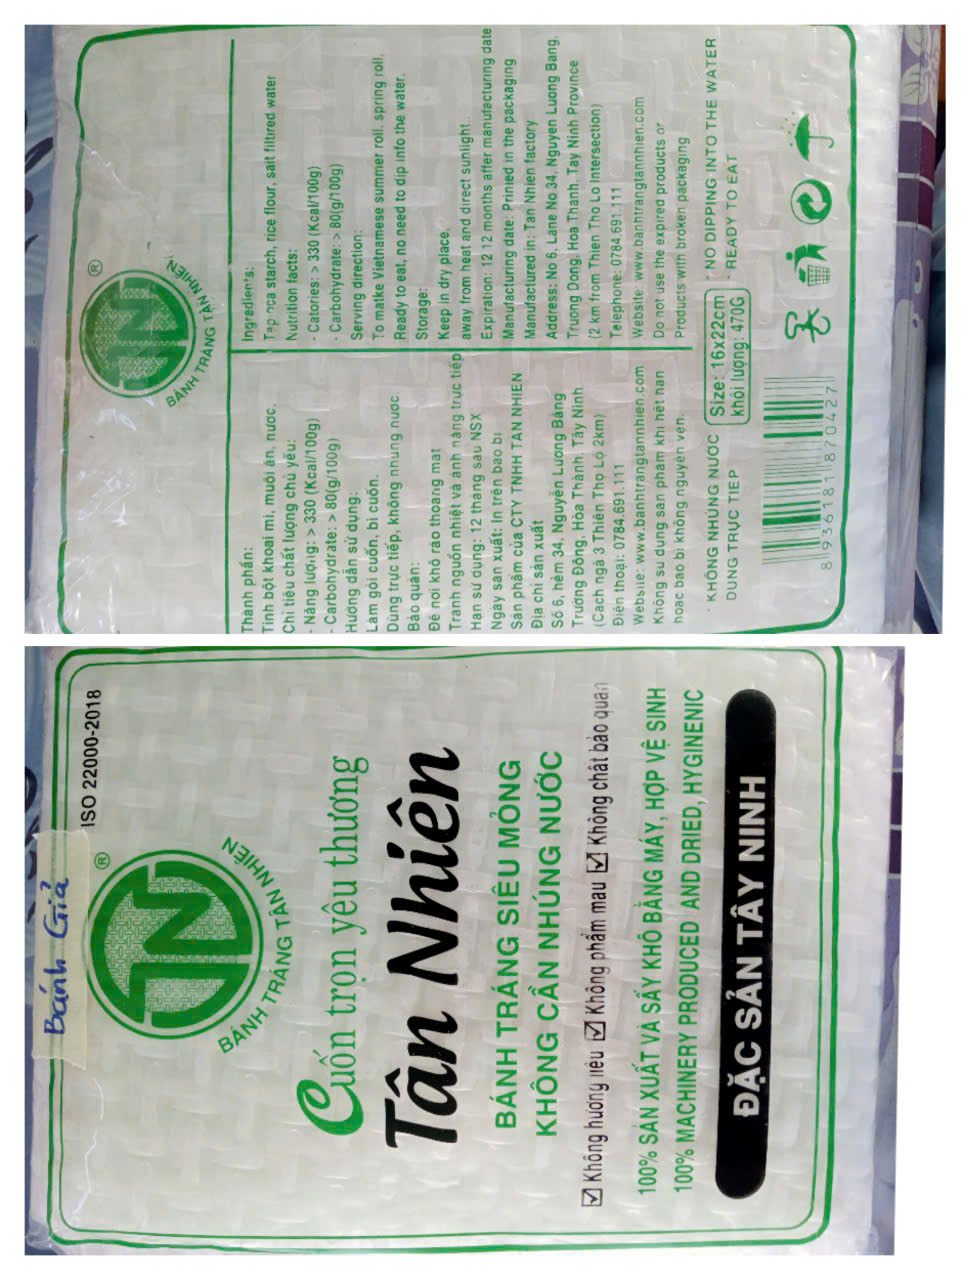 ®
BÁNH TRÁNG TÂN NHIÊN
Thành phần:
Tinh bột khoai mì, muối ăn, nước.
Chỉ tiêu chất lượng chủ yếu:
- Năng lượng: > 330 (Kcal/100g)
- Carbohydrate: > 80(g/100g)
Hướng dẫn sử dụng:
Làm gỏi cuốn, bì cuốn.
Dùng trực tiếp, không nhúng nước.
Bảo quản:
Để nơi khô ráo thoáng mát
Tránh nguồn nhiệt và ánh nắng trực tiếp
Hạn sử dụng: 12 tháng sau NSX
Ngày sản xuất: In trên bao bì
Sản phẩm của CTY TNHH TÂN NHIÊN
Địa chỉ sản xuất
Số 6, hẻm 34, Nguyễn Lương Bằng
Trường Đông, Hòa Thành, Tây Ninh
(Cách ngã 3 Thiên Thọ Lộ 2km)
Điện thoại: 0784.691.111
Website: www.banhtrangtannhien.com
Không sử dụng sản phẩm khi hết hạn
hoặc bao bì không nguyên vẹn
Ingredients:
Tapioca starch, rice flour, salt filtired water
Nutrition facts:
- Catories: > 330 (Kcal/100g)
- Carbohydrate: > 80(g/100g)
Serving direction:
To matke Vietnamese summer roll, spring roll.
Ready to eat, no need to dip into the water.
Storage:
Keep in dry place,
away from heat and direct sunlight..
Expiration: 12 12 months after manufacturing date
Manufacturing date: Prinied in the packaging
Manufactured in: Tan Nhien factory
Address: No 6, Lane No 34, Nguyen Luong Bang,
Truong Dong, Hoa Thanh, Tay Ninh Province
(2 km from Thien Tho Lo Intersection)
Telephone: 0784.691.111
Website: www.banhtrangtannhien.com
Do not use the expired products or
Products with broken packaging
* KHÔNG NHÚNG NƯỚC
DÙNG TRỰC TIẾP
Size: 16x22cm
khối lượng: 470G
* NO DIPPING INTO THE WATER
READY TO EAT
8 936181 870427
Bánh Giả
ISO 22000-2018
®
BÁNH TRÁNG TÂN NHIÊN
Cuốn trọn yêu thương
Tân Nhiên
BÁNH TRÁNG SIÊU MỎNG
KHÔNG CẦN NHÚNG NƯỚC
☑ Không hương liệu ☑ Không phẩm màu ☑ Không chất bảo quản
100% SẢN XUẤT VÀ SẤY KHÔ BẰNG MÁY, HỢP VỆ SINH
100% MACHINERY PRODUCED AND DRIED, HYGINENIC
ĐẶC SẢN TÂY NINH